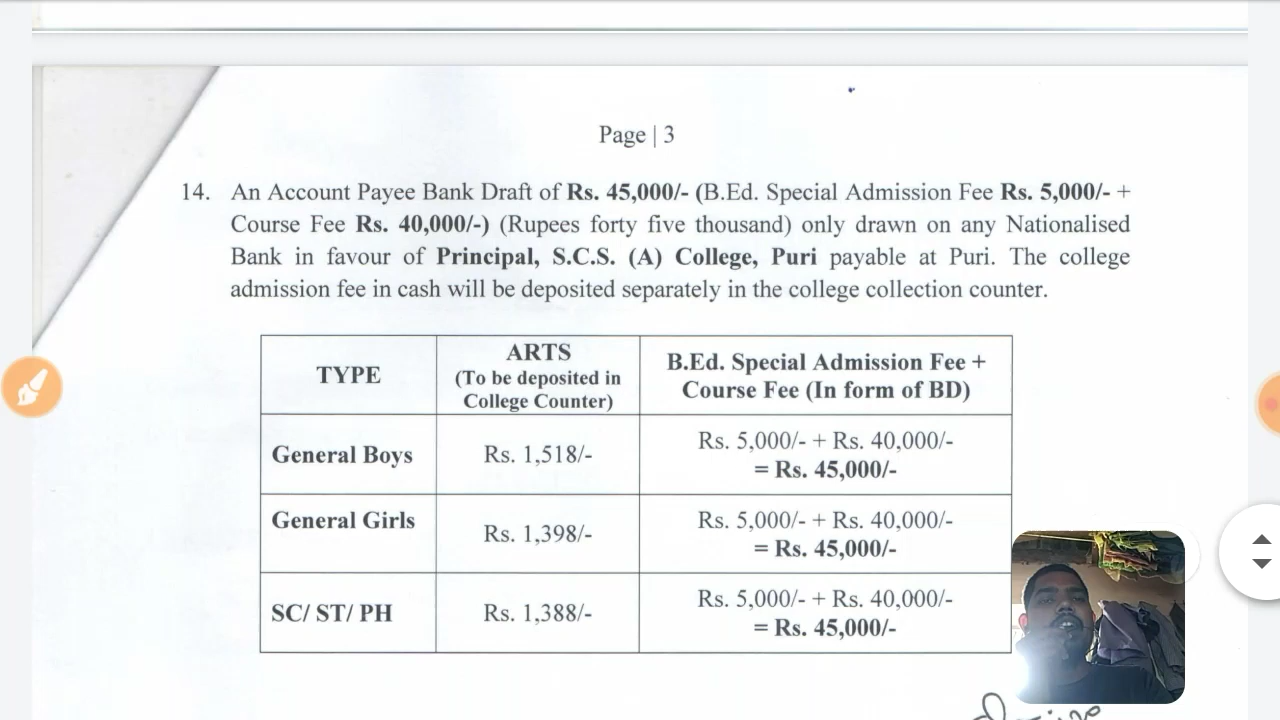 Page | 3
14. An Account Payee Bank Draft of Rs. 45,000/- (B.Ed. Special Admission Fee Rs. 5,000/- +
Course Fee Rs. 40,000/-) (Rupees forty five thousand) only drawn on any Nationalised
Bank in favour of Principal, S.C.S. (A) College, Puri payable at Puri. The college
admission fee in cash will be deposited separately in the college collection counter.
TYPE
ARTS
(To be deposited in
College Counter)
B.Ed. Special Admission Fee +
Course Fee (In form of BD)
General Boys
Rs. 1,518/-
Rs. 5,000/- + Rs. 40,000/-
= Rs. 45,000/-
General Girls
Rs. 1,398/-
Rs. 5,000/- + Rs. 40,000/-
= Rs. 45,000/-
SC/ ST/ PH
Rs. 1,388/-
Rs. 5,000/- + Rs. 40,000/-
= Rs. 45,000/-